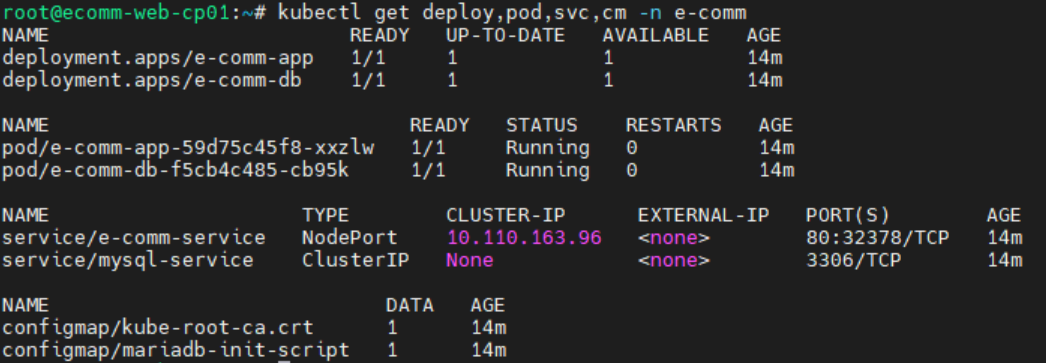 root@ecomm-web-cp01:~# kubectl get deploy,pod,svc,cm -n e-comm
NAME READY UP-TO-DATE AVAILABLE AGE
deployment.apps/e-comm-app 1/1 1 1 14m
deployment.apps/e-comm-db 1/1 1 1 14m
NAME READY STATUS RESTARTS AGE
pod/e-comm-app-59d75c45f8-xxzlw 1/1 Running 0 14m
pod/e-comm-db-f5cb4c485-cb95k 1/1 Running 0 14m
NAME TYPE CLUSTER-IP EXTERNAL-IP PORT(S) AGE
service/e-comm-service NodePort 10.110.163.96 <none> 80:32378/TCP 14m
service/mysql-service ClusterIP None <none> 3306/TCP 14m
NAME DATA AGE
configmap/kube-root-ca.crt 1 14m
configmap/mariadb-init-script 1 14m